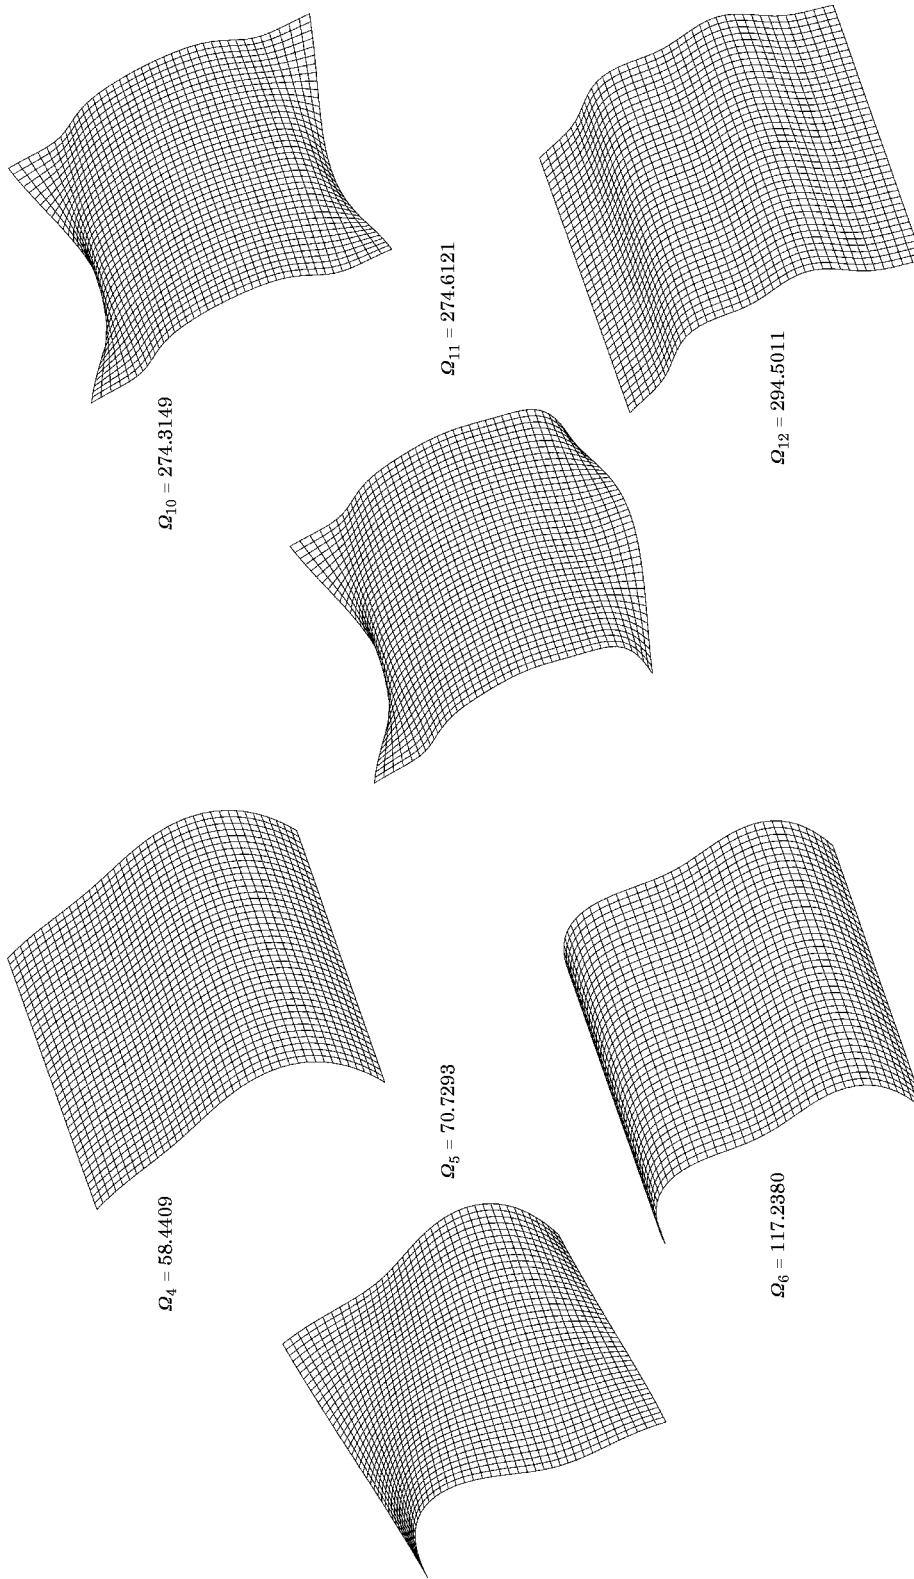 Ω₄ = 58.4409
Ω₅ = 70.7293
Ω₆ = 117.2380
Ω₁₀ = 274.3149
Ω₁₁ = 274.6121
Ω₁₂ = 294.5011